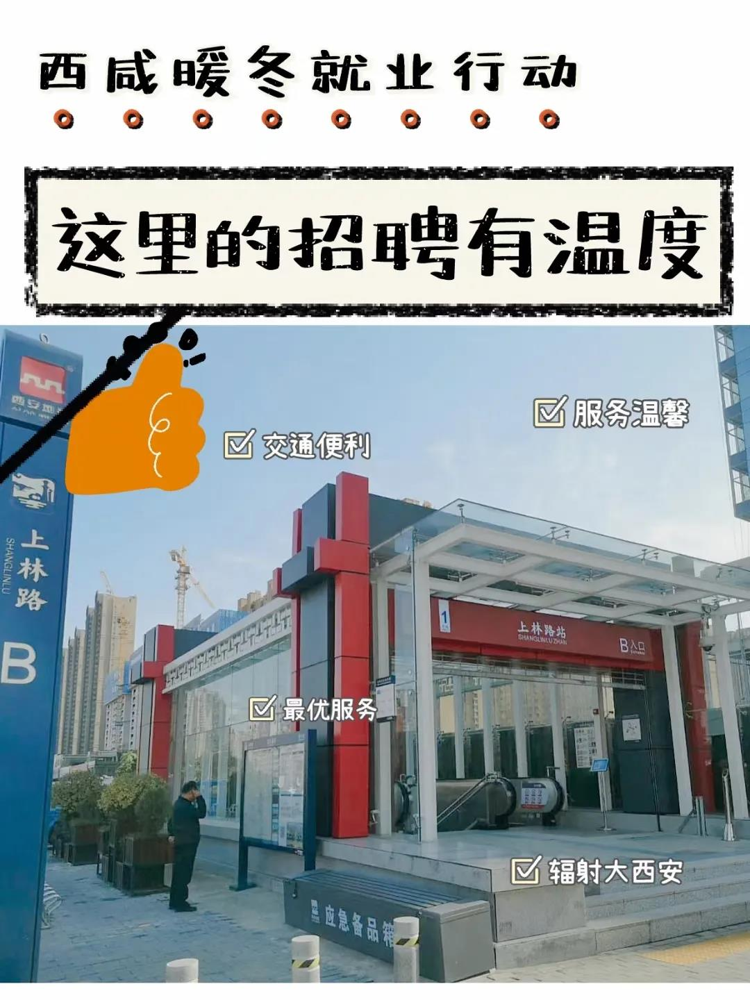 西咸暖冬就业行动
这里的招聘有温度
西安地
服务温馨
交通便利
上林路
SHANGLINLU
B
1
上林路站
SHANGLINLU ZHAN
B入口
最优服务
辐射大西安
应急备品箱